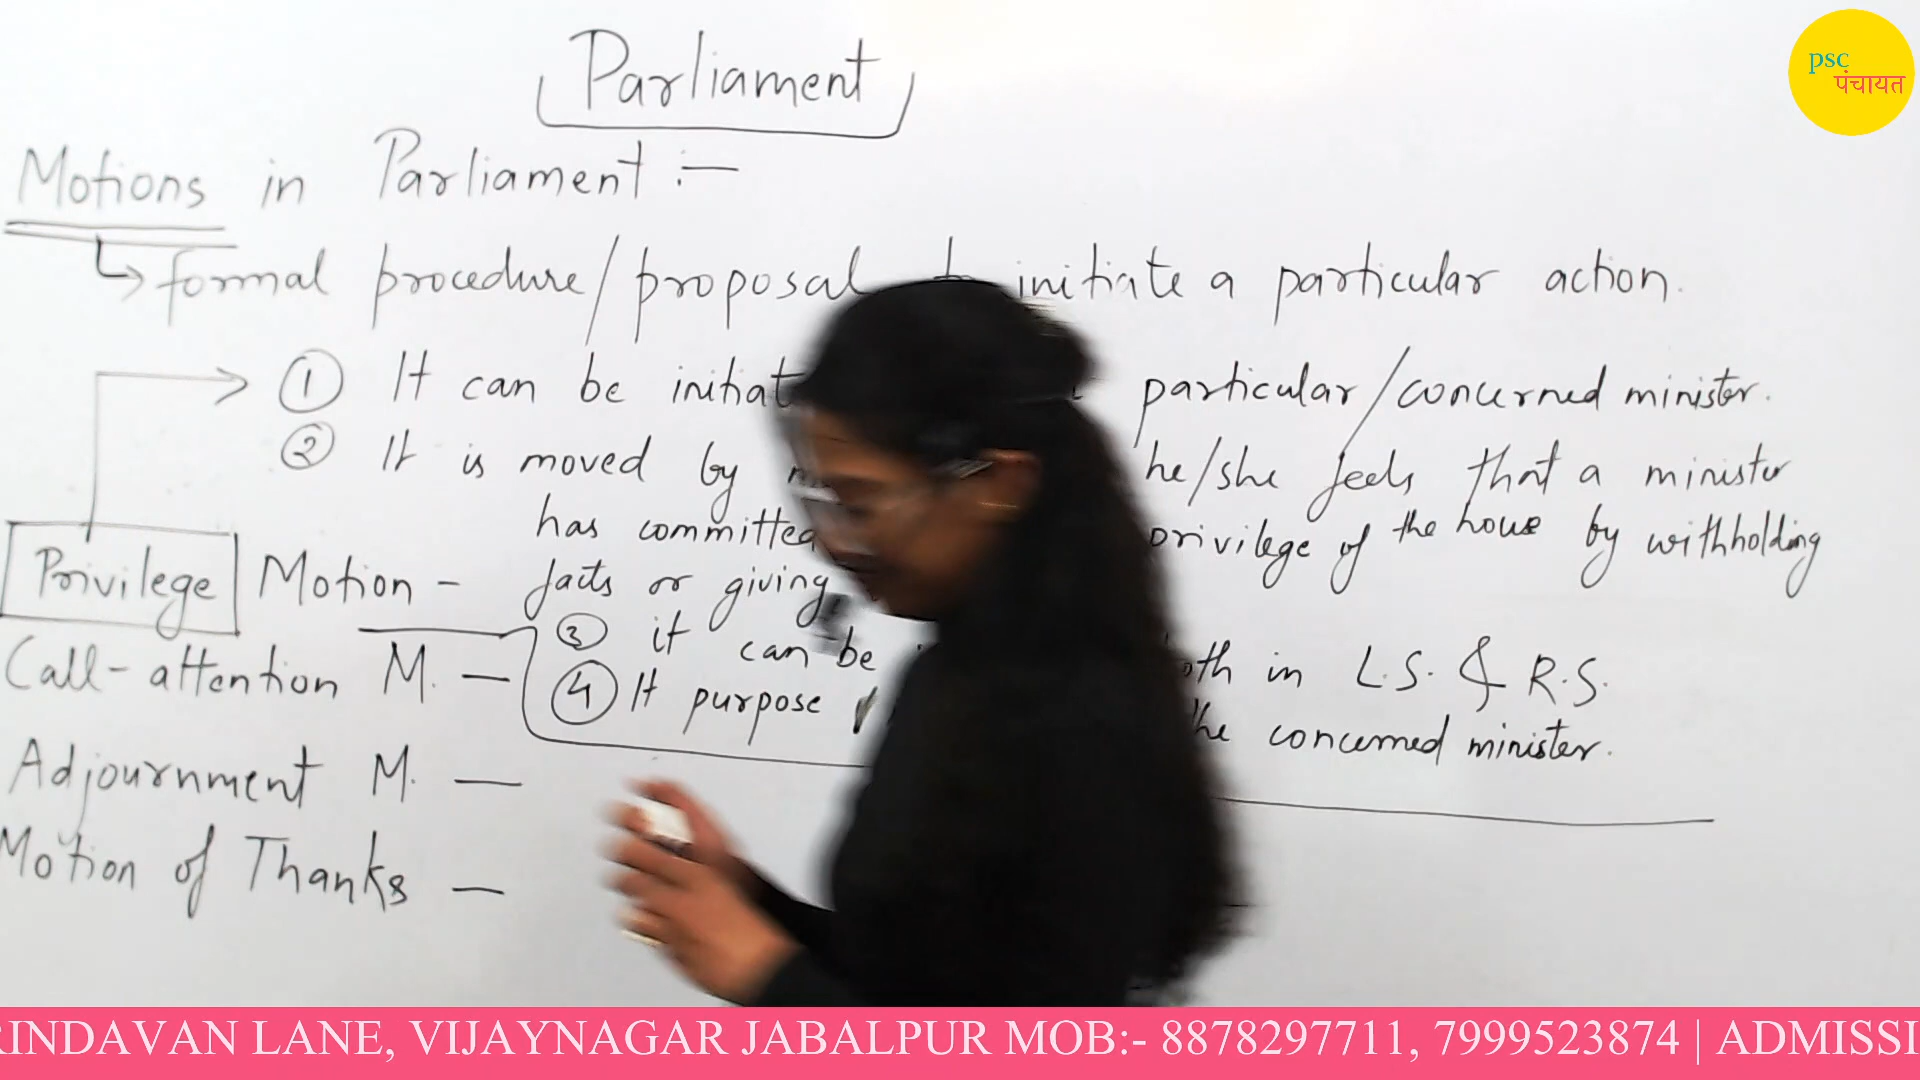 psc
पंचायत
Parliament
Motions in Parliament :-
formal procedure/proposal initiate a particular action.
1 It can be particular/concerned minister.
2 It is moved by he/she feels that a minister
has committed privilege of the house by withholding
facts or giving
3 it can be in L.S. & R.S.
4 It purpose the concerned minister.
Privilege Motion -
Call-attention M. -
Adjournment M. -
Motion of Thanks -
RINDAVAN LANE, VIJAYNAGAR JABALPUR MOB:- 8878297711, 7999523874 | ADMISSI